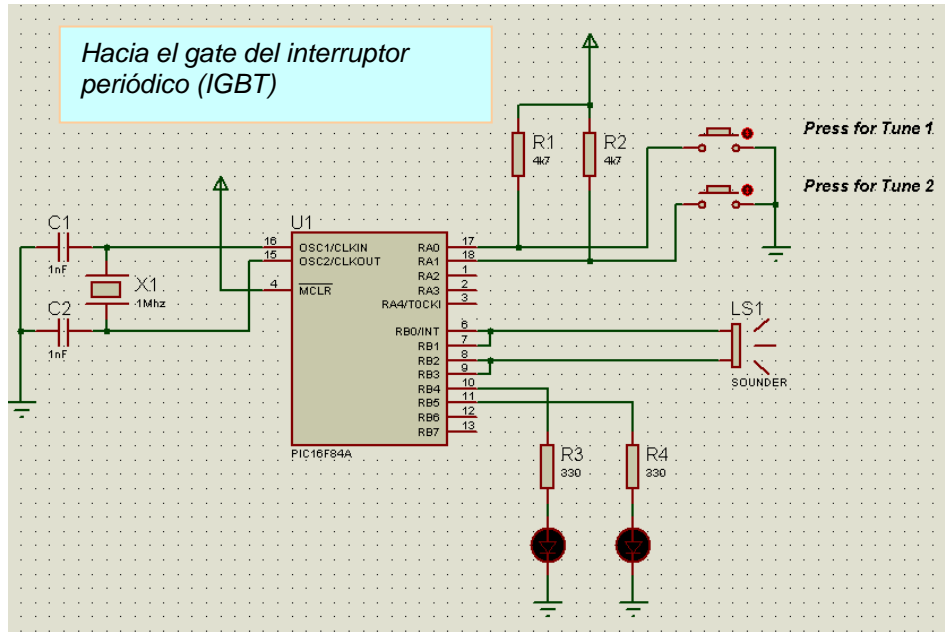 Hacia el gate del interruptor
periódico (IGBT)
R1
4k7
R2
4k7
Press for Tune 1
Press for Tune 2
C1
1nF
X1
1Mhz
C2
1nF
U1
16 OSC1/CLKIN
15 OSC2/CLKOUT
4 MCLR
RA0 17
RA1 18
RA2 1
RA3 2
RA4/T0CKI 3
RB0/INT 6
RB1 7
RB2 8
RB3 9
RB4 10
RB5 11
RB6 12
RB7 13
PIC16F84A
LS1
SOUNDER
R3
330
R4
330